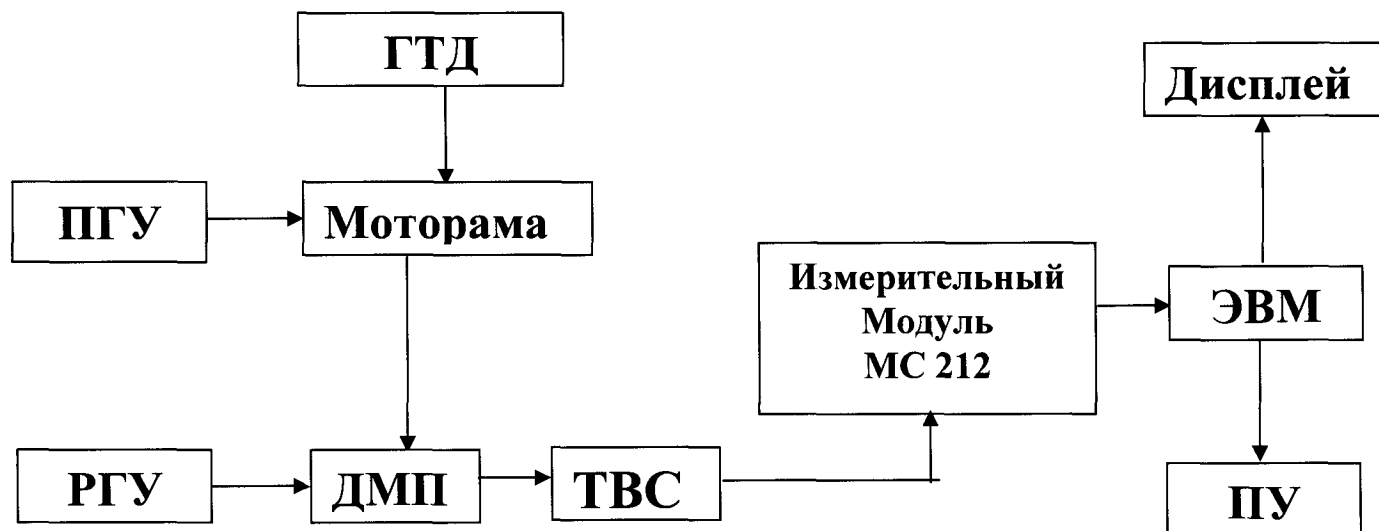 ГТД
Дисплей
ПГУ
Моторама
Измерительный
Модуль
МС 212
ЭВМ
РГУ
ДМП
ТВС
ПУ